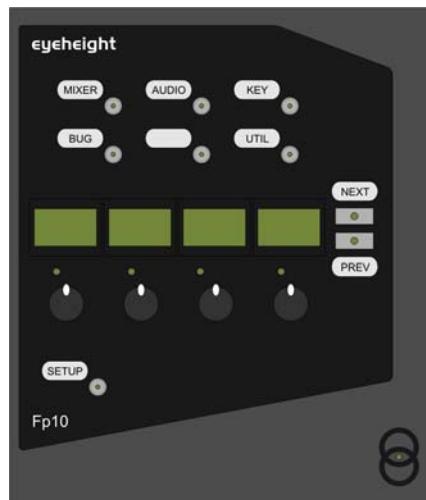 eyeheight
MIXER AUDIO KEY
BUG UTIL
NEXT
PREV
SETUP
Fp10